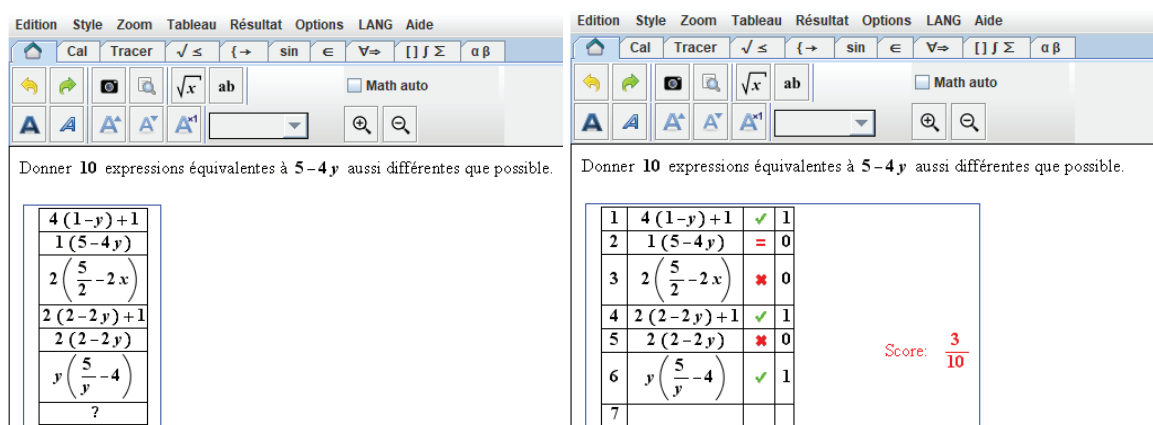 Edition Style Zoom Tableau Résultat Options LANG Aide
Cal Tracer √ ≤ {→ sin ∈ ∀⇒ [ ] ∫ Σ α β
√x ab Math auto
A A A A A×1
Donner 10 expressions équivalentes à 5 – 4 y aussi différentes que possible.
4 (1 – y) + 1
1 (5 – 4 y)
2 (5/2 – 2 x)
2 (2 – 2 y) + 1
2 (2 – 2 y)
y (5/y – 4)
?
Edition Style Zoom Tableau Résultat Options LANG Aide
Cal Tracer √ ≤ {→ sin ∈ ∀⇒ [ ] ∫ Σ α β
√x ab Math auto
A A A A A×1
Donner 10 expressions équivalentes à 5 – 4 y aussi différentes que possible.
1 4 (1 – y) + 1 ✔ 1
2 1 (5 – 4 y) = 0
3 2 (5/2 – 2 x) ✖ 0
4 2 (2 – 2 y) + 1 ✔ 1
5 2 (2 – 2 y) ✖ 0
6 y (5/y – 4) ✔ 1
7
Score: 3/10